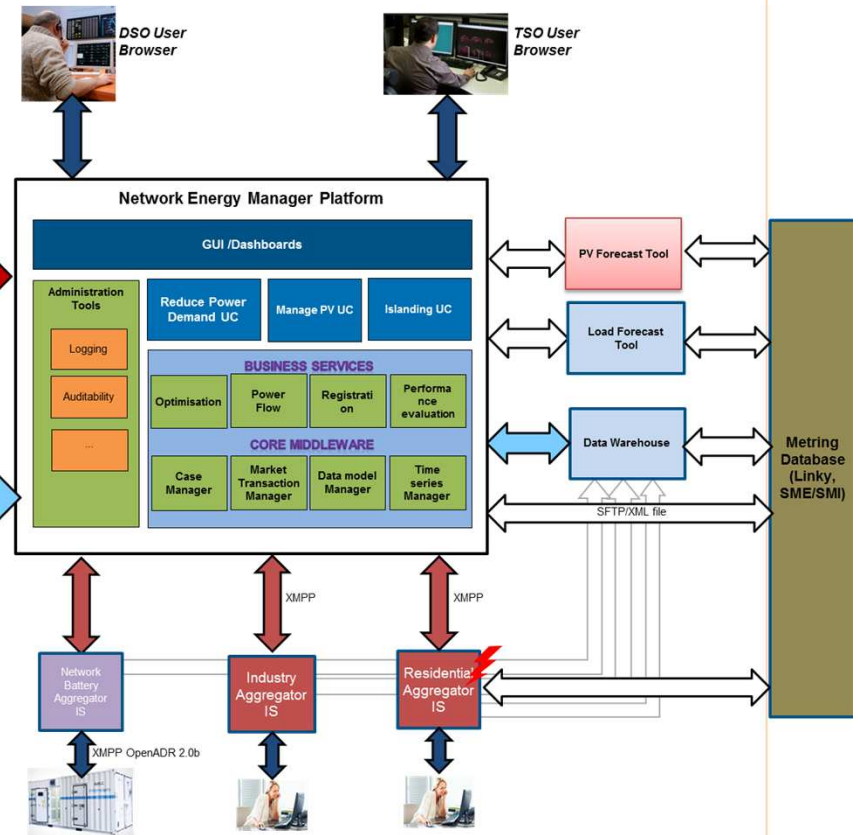 DSO User
Browser
TSO User
Browser
Network Energy Manager Platform
GUI /Dashboards
Administration
Tools
Logging
Auditability
...
Reduce Power
Demand UC
Manage PV UC
Islanding UC
BUSINESS SERVICES
Optimisation
Power
Flow
Registrati
on
Performa
nce
evaluation
CORE MIDDLEWARE
Case
Manager
Market
Transaction
Manager
Data model
Manager
Time
series
Manager
PV Forecast Tool
Load Forecast
Tool
Data Warehouse
SFTP/XML file
Metring
Database
(Linky,
SME/SMI)
XMPP
XMPP
Network
Battery
Aggregator
IS
Industry
Aggregator
IS
Residential
Aggregator
IS
XMPP OpenADR 2.0b